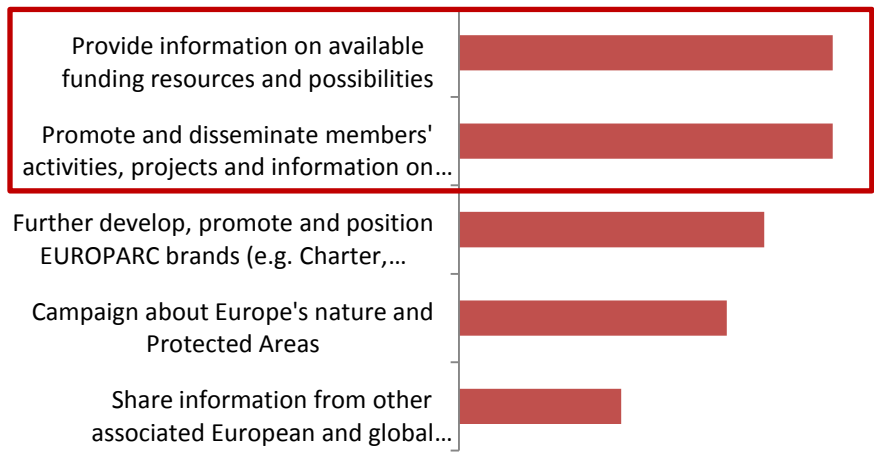 Provide information on available
funding resources and possibilities
Promote and disseminate members'
activities, projects and information on…
Further develop, promote and position
EUROPARC brands (e.g. Charter,…
Campaign about Europe's nature and
Protected Areas
Share information from other
associated European and global…